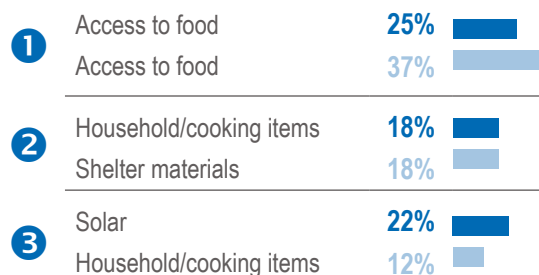 1
Access to food 25%
Access to food 37%
2
Household/cooking items 18%
Shelter materials 18%
3
Solar 22%
Household/cooking items 12%